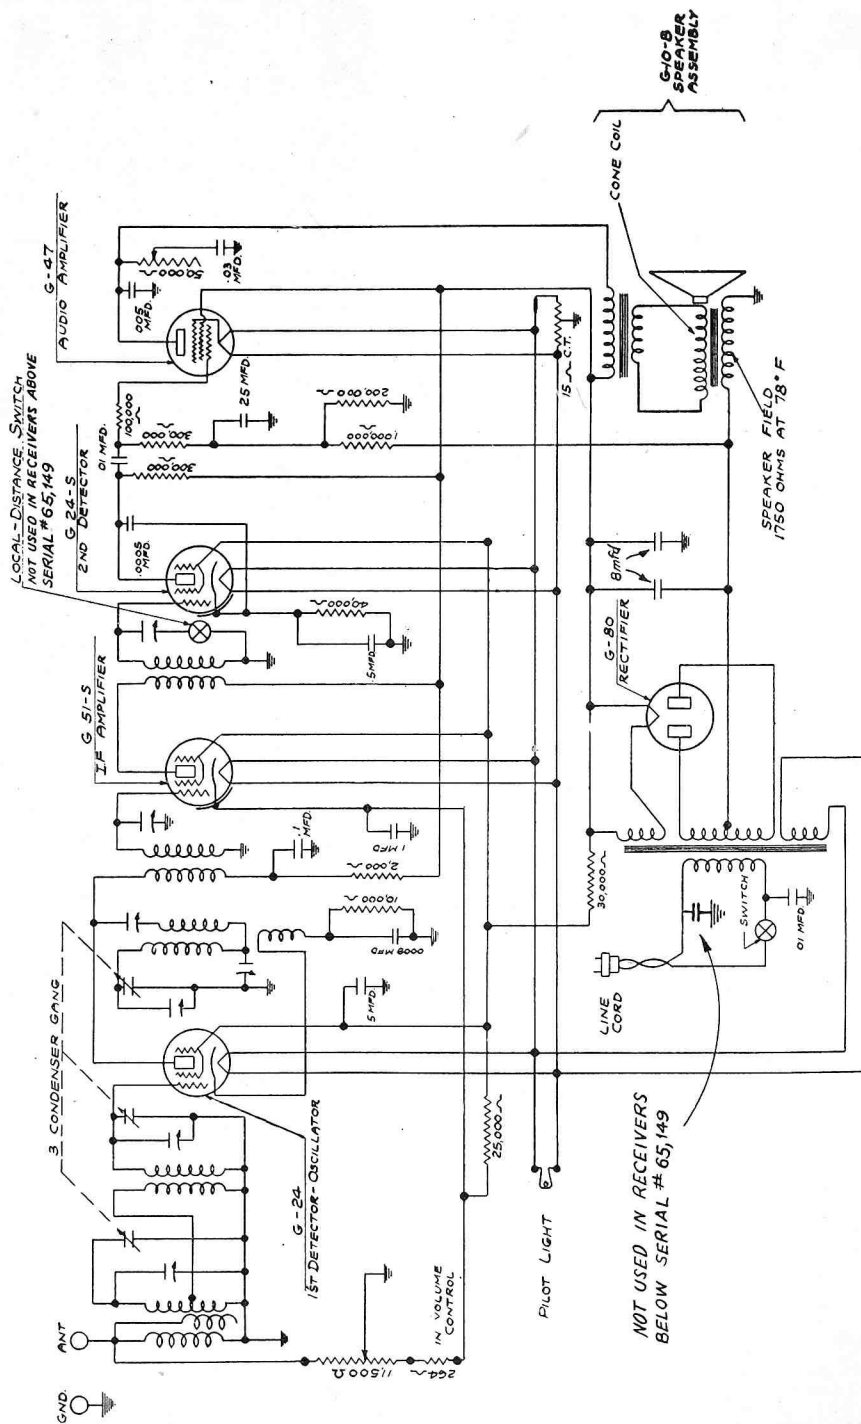 GND.
ANT
3 CONDENSER GANG
G-24
1ST DETECTOR-OSCILLATOR
G 51-S
IF AMPLIFIER
LOCAL-DISTANCE SWITCH
NOT USED IN RECEIVERS ABOVE
SERIAL #65,149
G 24-S
2ND DETECTOR
G-47
AUDIO AMPLIFIER
.005
MFD.
50,000 Ω
.03
MFD.
100,000
Ω
01 MFD.
300,000
300,000
.0005
MFD.
25 MFD.
200,000
1,000,000
40,000 Ω
.5 MFD.
.1
MFD.
1 MFD
2,000 Ω
10,000
.0008 MFD
.5 MFD
11,500 Ω
264 Ω
IN VOLUME
CONTROL
25,000 Ω
30,000 Ω
PILOT LIGHT
15 Ω C.T.
G-10-B
SPEAKER
ASSEMBLY
CONE COIL
SPEAKER FIELD
1750 OHMS AT 78° F
8 mfd
G-80
RECTIFIER
LINE
CORD
SWITCH
01 MFD.
NOT USED IN RECEIVERS
BELOW SERIAL # 65,149